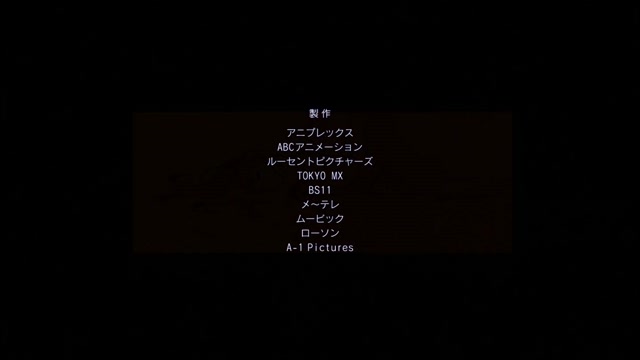 製作
アニプレックス
ABCアニメーション
ルーセントピクチャーズ
TOKYO MX
BS11
メ～テレ
ムービック
ローソン
A-1 Pictures